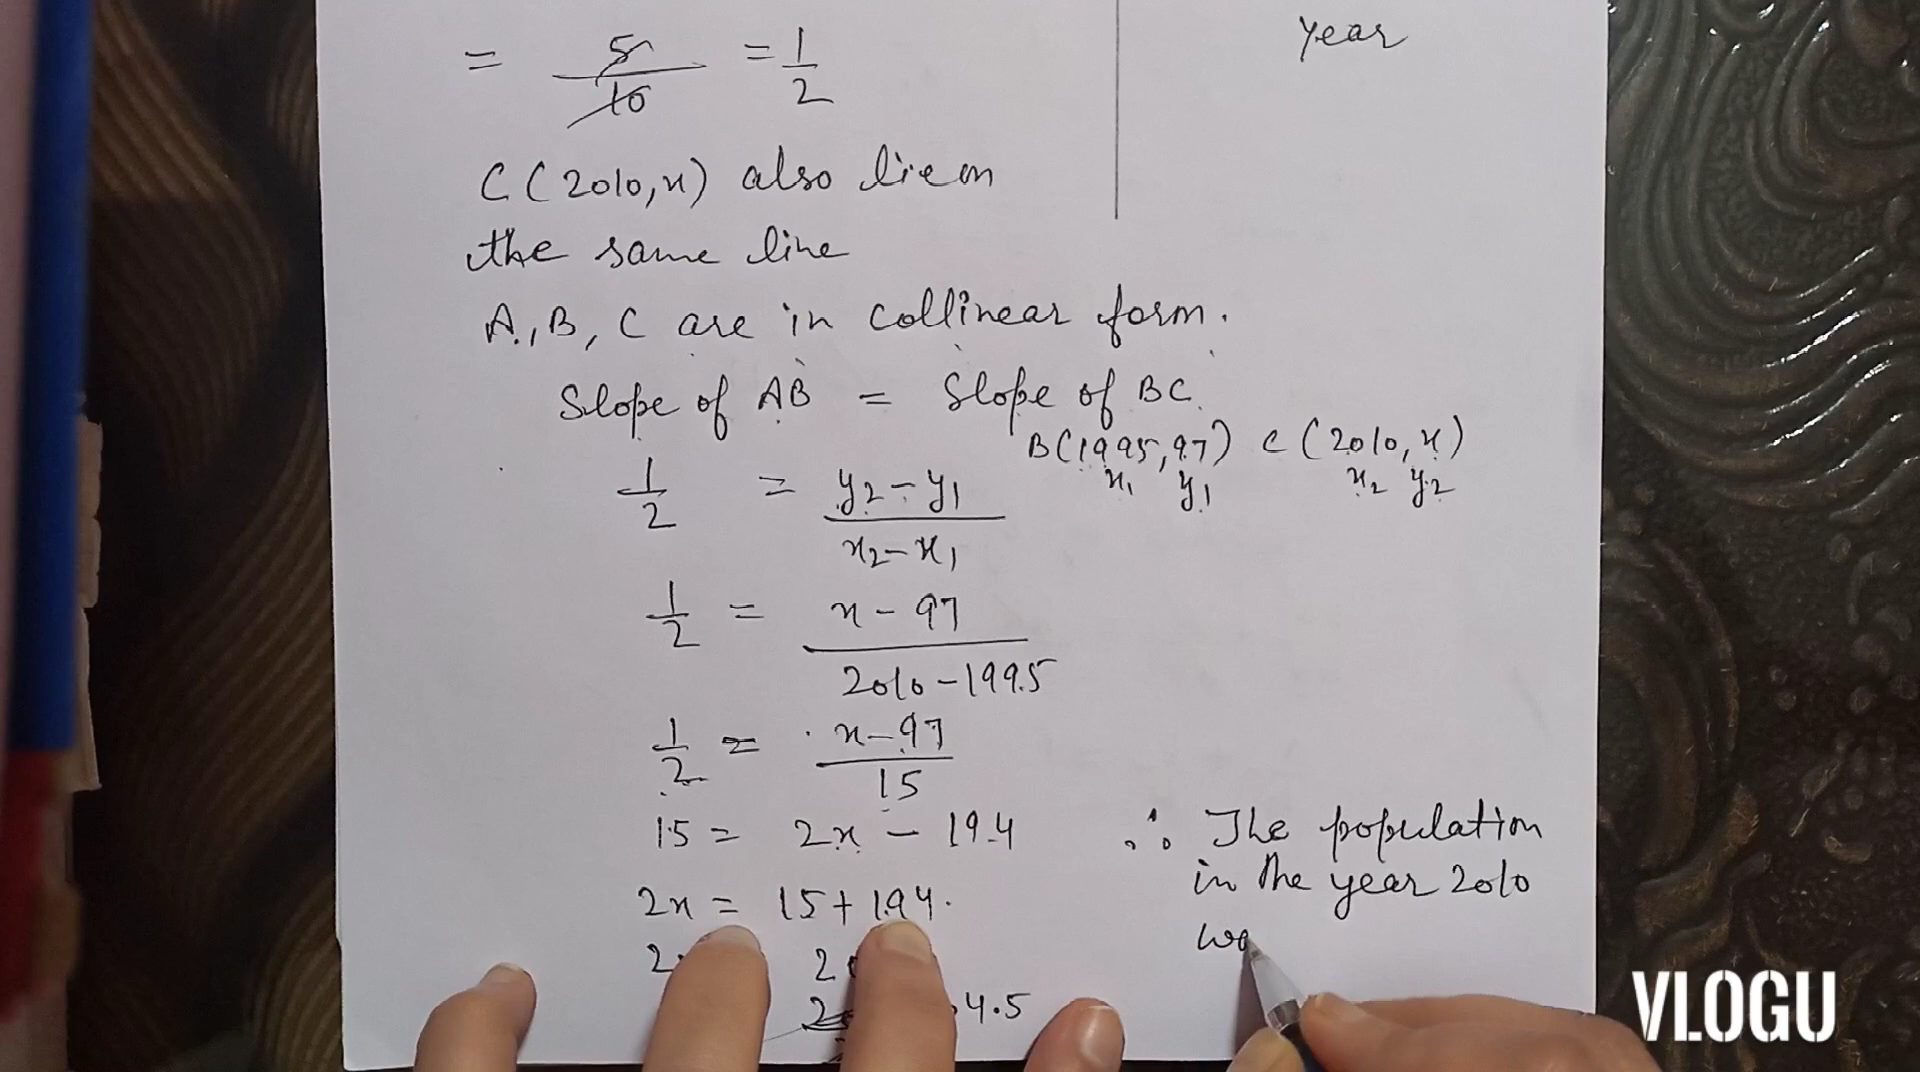 = 5/10 = 1/2
Year
C(2010, x) also lie on
the same line
A, B, C are in collinear form.
Slope of AB = Slope of BC.
B(1995, 97) C(2010, x)
x₁ y₁ x₂ y₂
1/2 = y₂-y₁/x₂-x₁
1/2 = x-97/2010-1995
1/2 = x-97/15
15 = 2x - 194
2x = 15+194.
4.5
∴ The population
in the year 2010
VLOGU